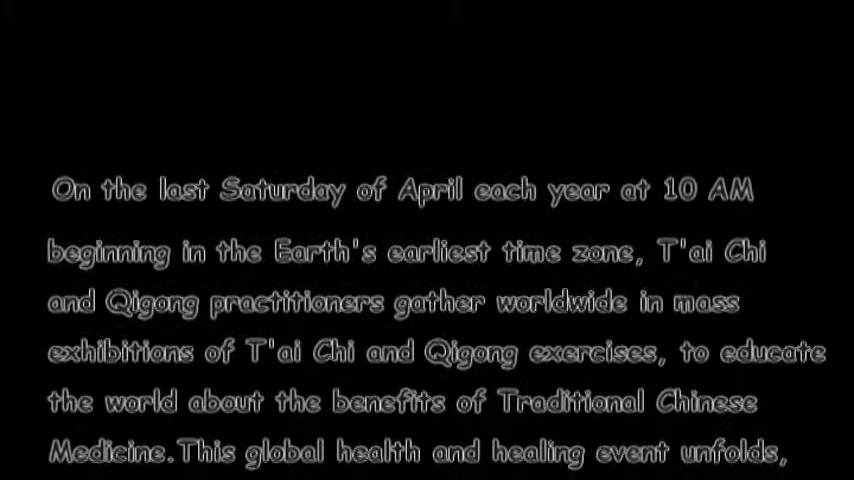 On the last Saturday of April each year at 10 AM
beginning in the Earth's earliest time zone, T'ai Chi
and Qigong practitioners gather worldwide in mass
exhibitions of T'ai Chi and Qigong exercises, to educate
the world about the benefits of Traditional Chinese
Medicine.This global health and healing event unfolds,